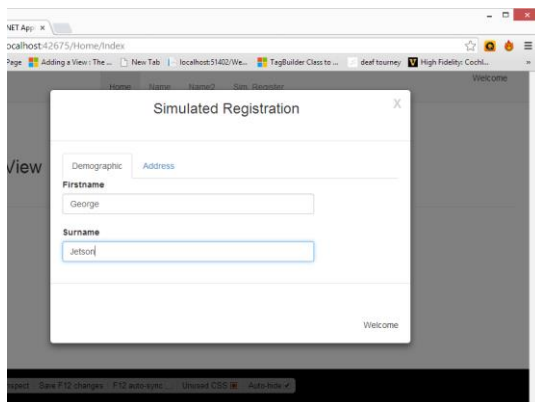 NET App ×
ocalhost:42675/Home/Index
Page Adding a View : The ... New Tab localhost:51402/We... TagBuilder Class to ... deaf tourney High Fidelity: Cochl... »
Home Name Name2 Sim. Register Welcome
Simulated Registration X
View
Demographic Address
Firstname
George
Surname
Jetson
Welcome
nspect Save F12 changes F12 auto-sync ... Unused CSS Auto-hide ✓